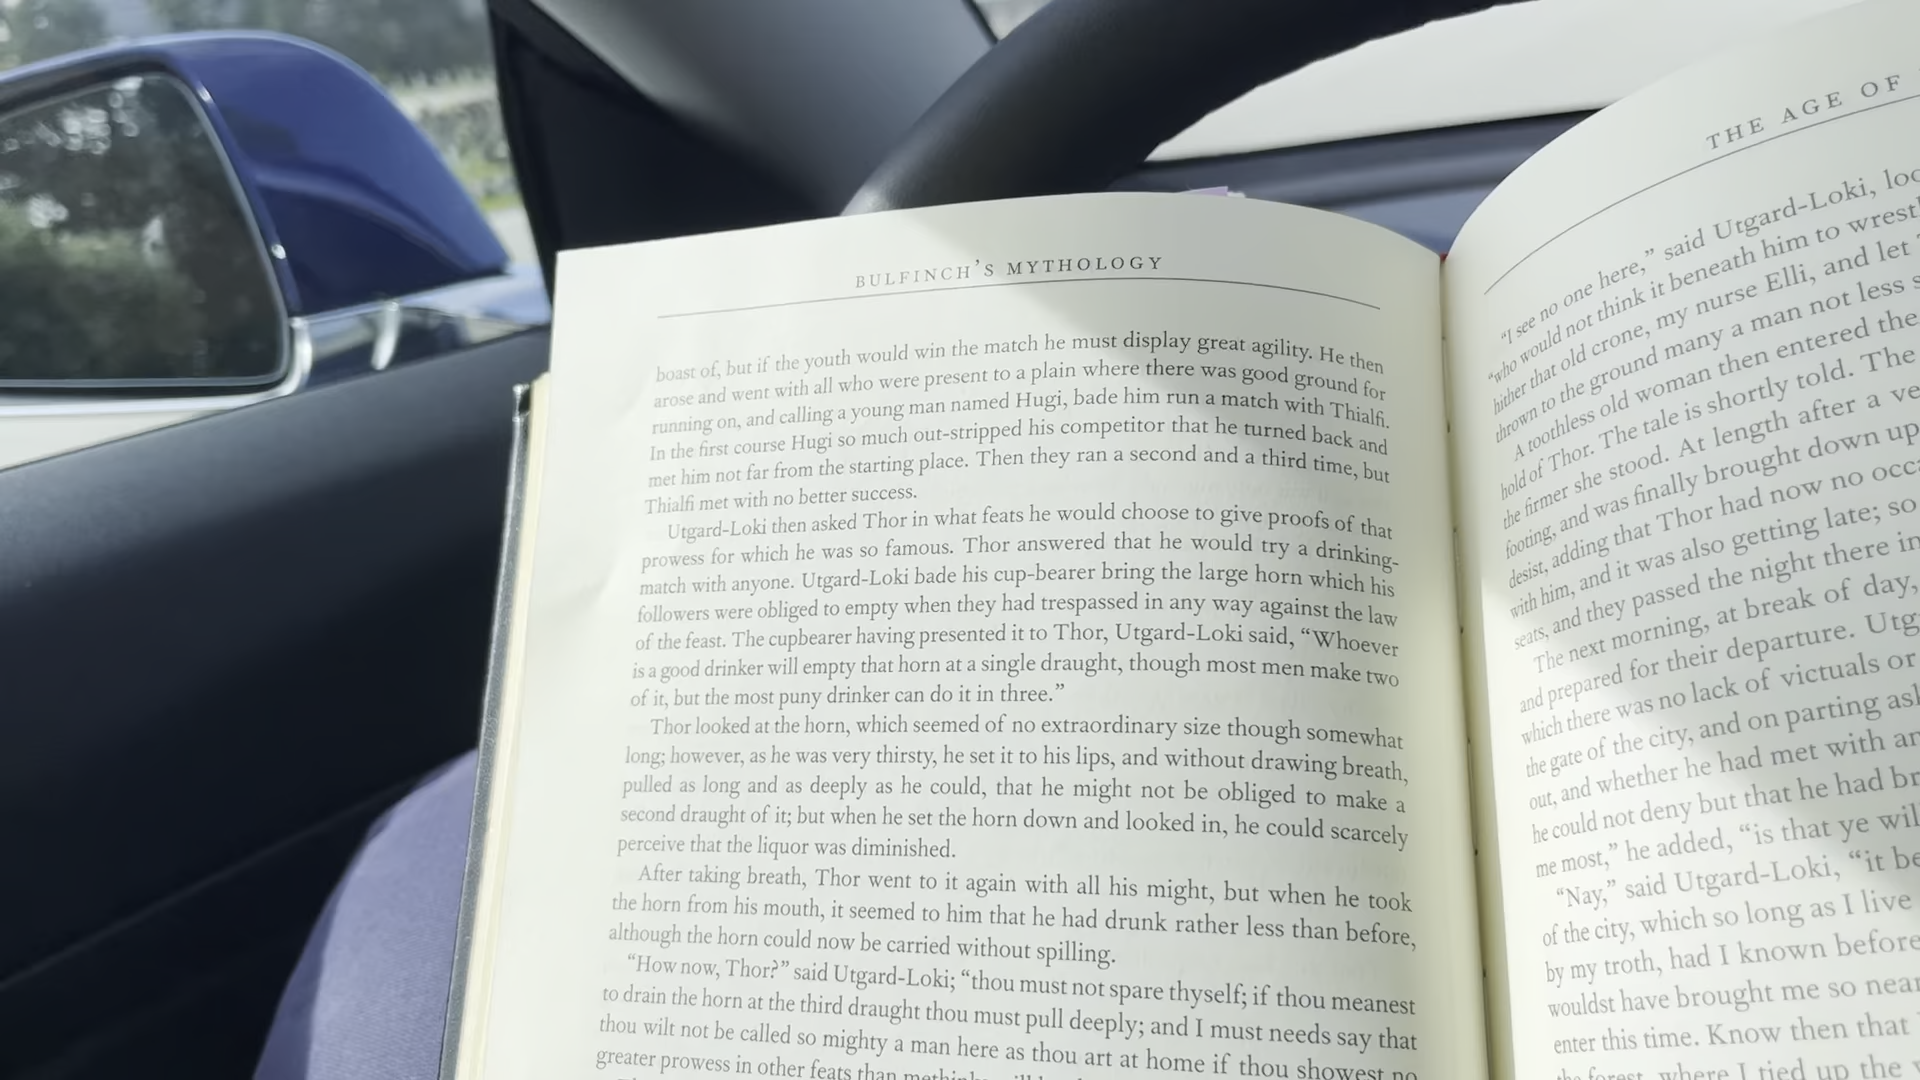 BULFINCH'S MYTHOLOGY
boast of, but if the youth would win the match he must display great agility. He then
arose and went with all who were present to a plain where there was good ground for
running on, and calling a young man named Hugi, bade him run a match with Thialfi.
In the first course Hugi so much out-stripped his competitor that he turned back and
met him not far from the starting place. Then they ran a second and a third time, but
Thialfi met with no better success.
Utgard-Loki then asked Thor in what feats he would choose to give proofs of that
prowess for which he was so famous. Thor answered that he would try a drinking-
match with anyone. Utgard-Loki bade his cup-bearer bring the large horn which his
followers were obliged to empty when they had trespassed in any way against the law
of the feast. The cupbearer having presented it to Thor, Utgard-Loki said, “Whoever
is a good drinker will empty that horn at a single draught, though most men make two
of it, but the most puny drinker can do it in three.”
Thor looked at the horn, which seemed of no extraordinary size though somewhat
long; however, as he was very thirsty, he set it to his lips, and without drawing breath,
pulled as long and as deeply as he could, that he might not be obliged to make a
second draught of it; but when he set the horn down and looked in, he could scarcely
perceive that the liquor was diminished.
After taking breath, Thor went to it again with all his might, but when he took
the horn from his mouth, it seemed to him that he had drunk rather less than before,
although the horn could now be carried without spilling.
“How now, Thor?” said Utgard-Loki; “thou must not spare thyself; if thou meanest
to drain the horn at the third draught thou must pull deeply; and I must needs say that
thou wilt not be called so mighty a man here as thou art at home if thou showest no
greater prowess in other feats than
THE AGE OF
“I see no one here,” said Utgard-Loki,
“who would not think it beneath him to
hither that old crone, my nurse Elli, and let
thrown to the ground many a man not less
A toothless old woman then entered the
hold of Thor. The tale is shortly told. The
the firmer she stood. At length after a
footing, and was finally brought down
desist, adding that Thor had now no
with him, and it was also getting late; so
seats, and they passed the night there in
The next morning, at break of day,
and prepared for their departure.
which there was no lack of victuals or
the gate of the city, and on parting
out, and whether he had met with
he could not deny but that he had
me most,” he added, “is that ye
“Nay,” said Utgard-Loki, “it
of the city, which so long as I live
by my troth, had I known before
wouldst have brought me so
enter this time. Know then that
forest, where I tied up the